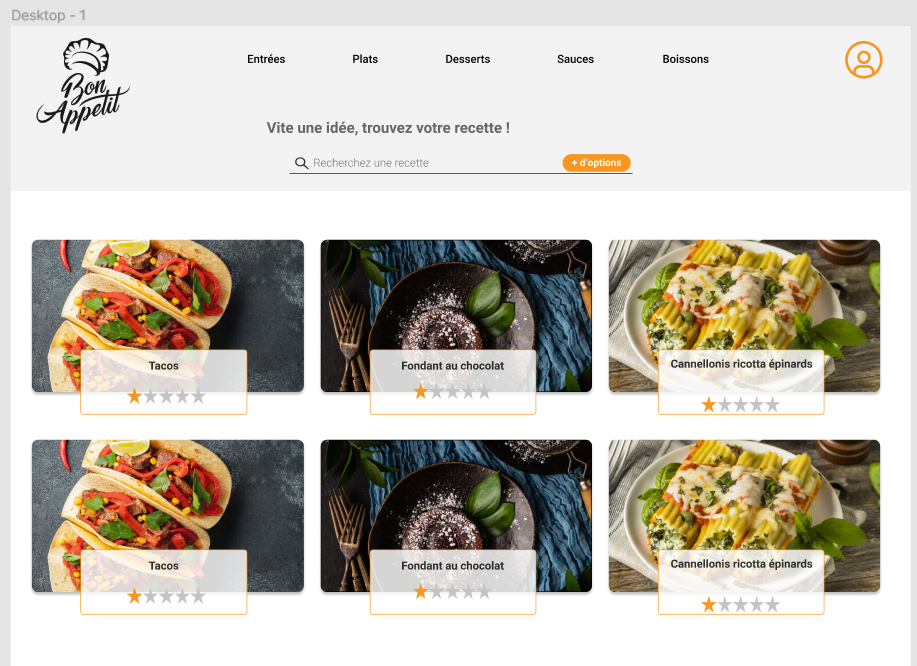 Desktop - 1
Bon
Appetit
Entrées Plats Desserts Sauces Boissons
Vite une idée, trouvez votre recette !
Recherchez une recette
+ d'options
Tacos
Fondant au chocolat
Cannellonis ricotta épinards
Tacos
Fondant au chocolat
Cannellonis ricotta épinards